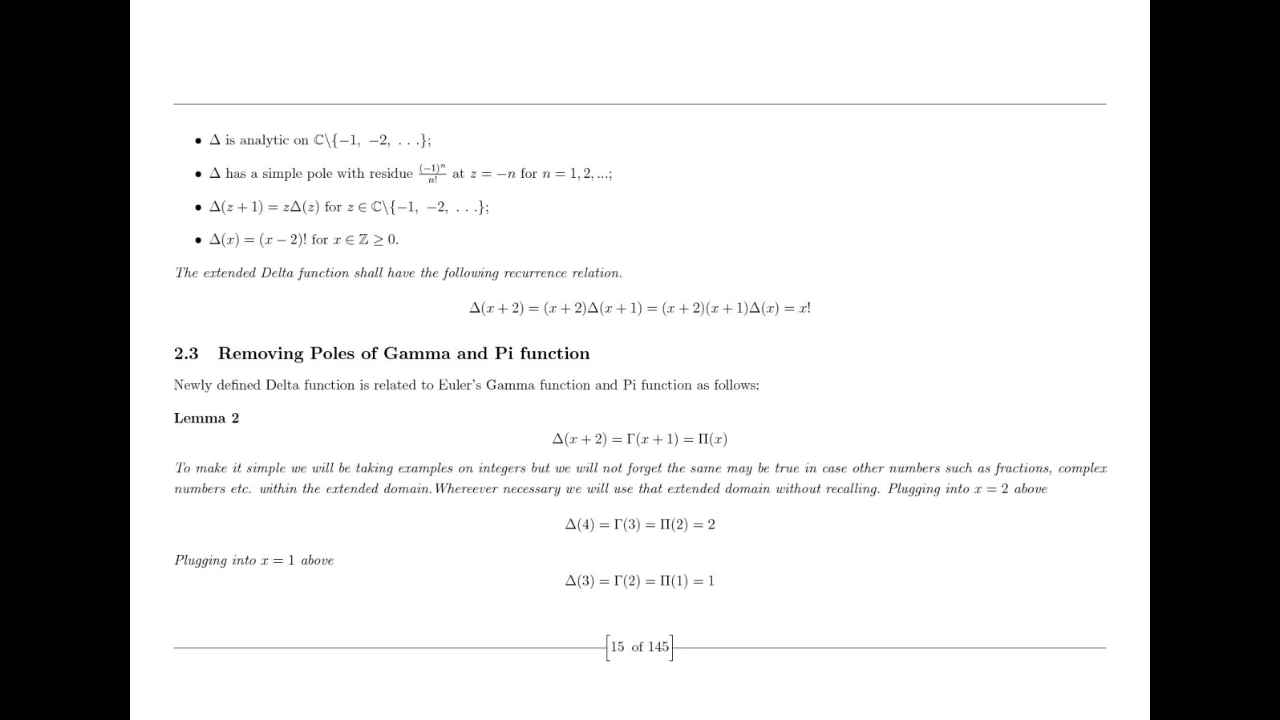 • Δ is analytic on ℂ\{−1, −2, . . .};
• Δ has a simple pole with residue (−1)ⁿ/n! at z = −n for n = 1, 2, ...;
• Δ(z + 1) = zΔ(z) for z ∈ ℂ\{−1, −2, . . .};
• Δ(x) = (x − 2)! for x ∈ ℤ ≥ 0.
The extended Delta function shall have the following recurrence relation.
Δ(x + 2) = (x + 2)Δ(x + 1) = (x + 2)(x + 1)Δ(x) = x!
2.3 Removing Poles of Gamma and Pi function
Newly defined Delta function is related to Euler's Gamma function and Pi function as follows:
Lemma 2
Δ(x + 2) = Γ(x + 1) = Π(x)
To make it simple we will be taking examples on integers but we will not forget the same may be true in case other numbers such as fractions, complex
numbers etc. within the extended domain.Whereever necessary we will use that extended domain without recalling. Plugging into x = 2 above
Δ(4) = Γ(3) = Π(2) = 2
Plugging into x = 1 above
Δ(3) = Γ(2) = Π(1) = 1
[15 of 145]